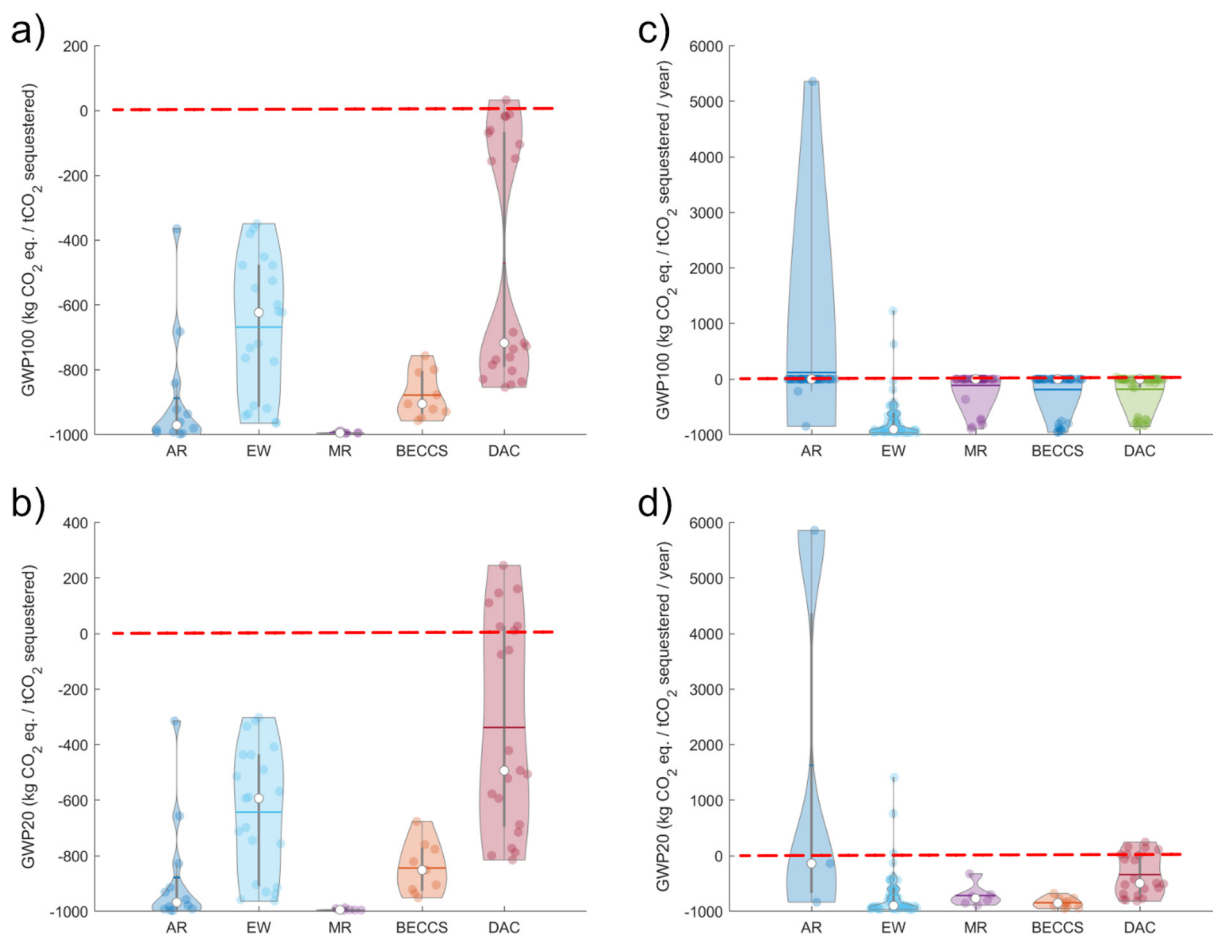 a)
GWP100 (kg CO2 eq. / tCO2 sequestered)
200
0
-200
-400
-600
-800
-1000
AR EW MR BECCS DAC
c)
GWP100 (kg CO2 eq. / tCO2 sequestered / year)
6000
5000
4000
3000
2000
1000
0
-1000
AR EW MR BECCS DAC
b)
GWP20 (kg CO2 eq. / tCO2 sequestered)
400
200
0
-200
-400
-600
-800
-1000
AR EW MR BECCS DAC
d)
GWP20 (kg CO2 eq. / tCO2 sequestered / year)
6000
5000
4000
3000
2000
1000
0
-1000
AR EW MR BECCS DAC